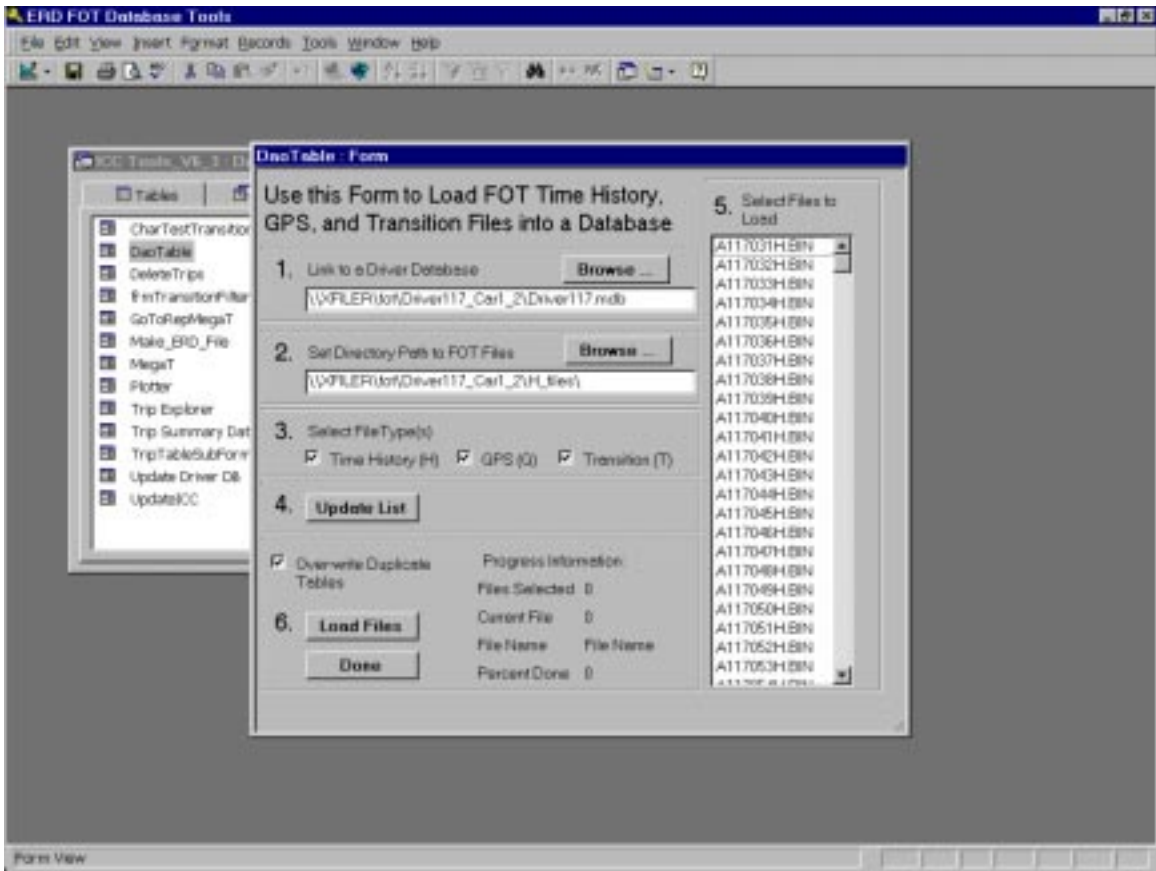 ERD FOT Database Tools
File Edit View Insert Format Records Tools Window Help
ICC Tools_V6_1 : Da
Tables
CharTestTransition
DaoTable
DeleteTrips
frmTransitionFilter
GoToRepMegaT
Make_ERD_File
MegaT
Plotter
Trip Explorer
Trip Summary Dat
TripTableSubForm
Update Driver DB
UpdateICC
DaoTable : Form
Use this Form to Load FOT Time History,
GPS, and Transition Files into a Database
1. Link to a Driver Database
Browse ...
\\XFILER\fot\Driver117_Car1_2\Driver117.mdb
2. Set Directory Path to FOT Files
Browse ...
\\XFILER\fot\Driver117_Car1_2\H_files\
3. Select File Type(s)
Time History (H) GPS (G) Transition (T)
4. Update List
Overwrite Duplicate
Tables
6. Load Files
Done
Progress Information
Files Selected 0
Current File 0
File Name File Name
Percent Done 0
5. Select Files to
Load
A117031H.BIN
A117032H.BIN
A117033H.BIN
A117034H.BIN
A117035H.BIN
A117036H.BIN
A117037H.BIN
A117038H.BIN
A117039H.BIN
A117040H.BIN
A117041H.BIN
A117042H.BIN
A117043H.BIN
A117044H.BIN
A117045H.BIN
A117046H.BIN
A117047H.BIN
A117048H.BIN
A117049H.BIN
A117050H.BIN
A117051H.BIN
A117052H.BIN
A117053H.BIN
Form View